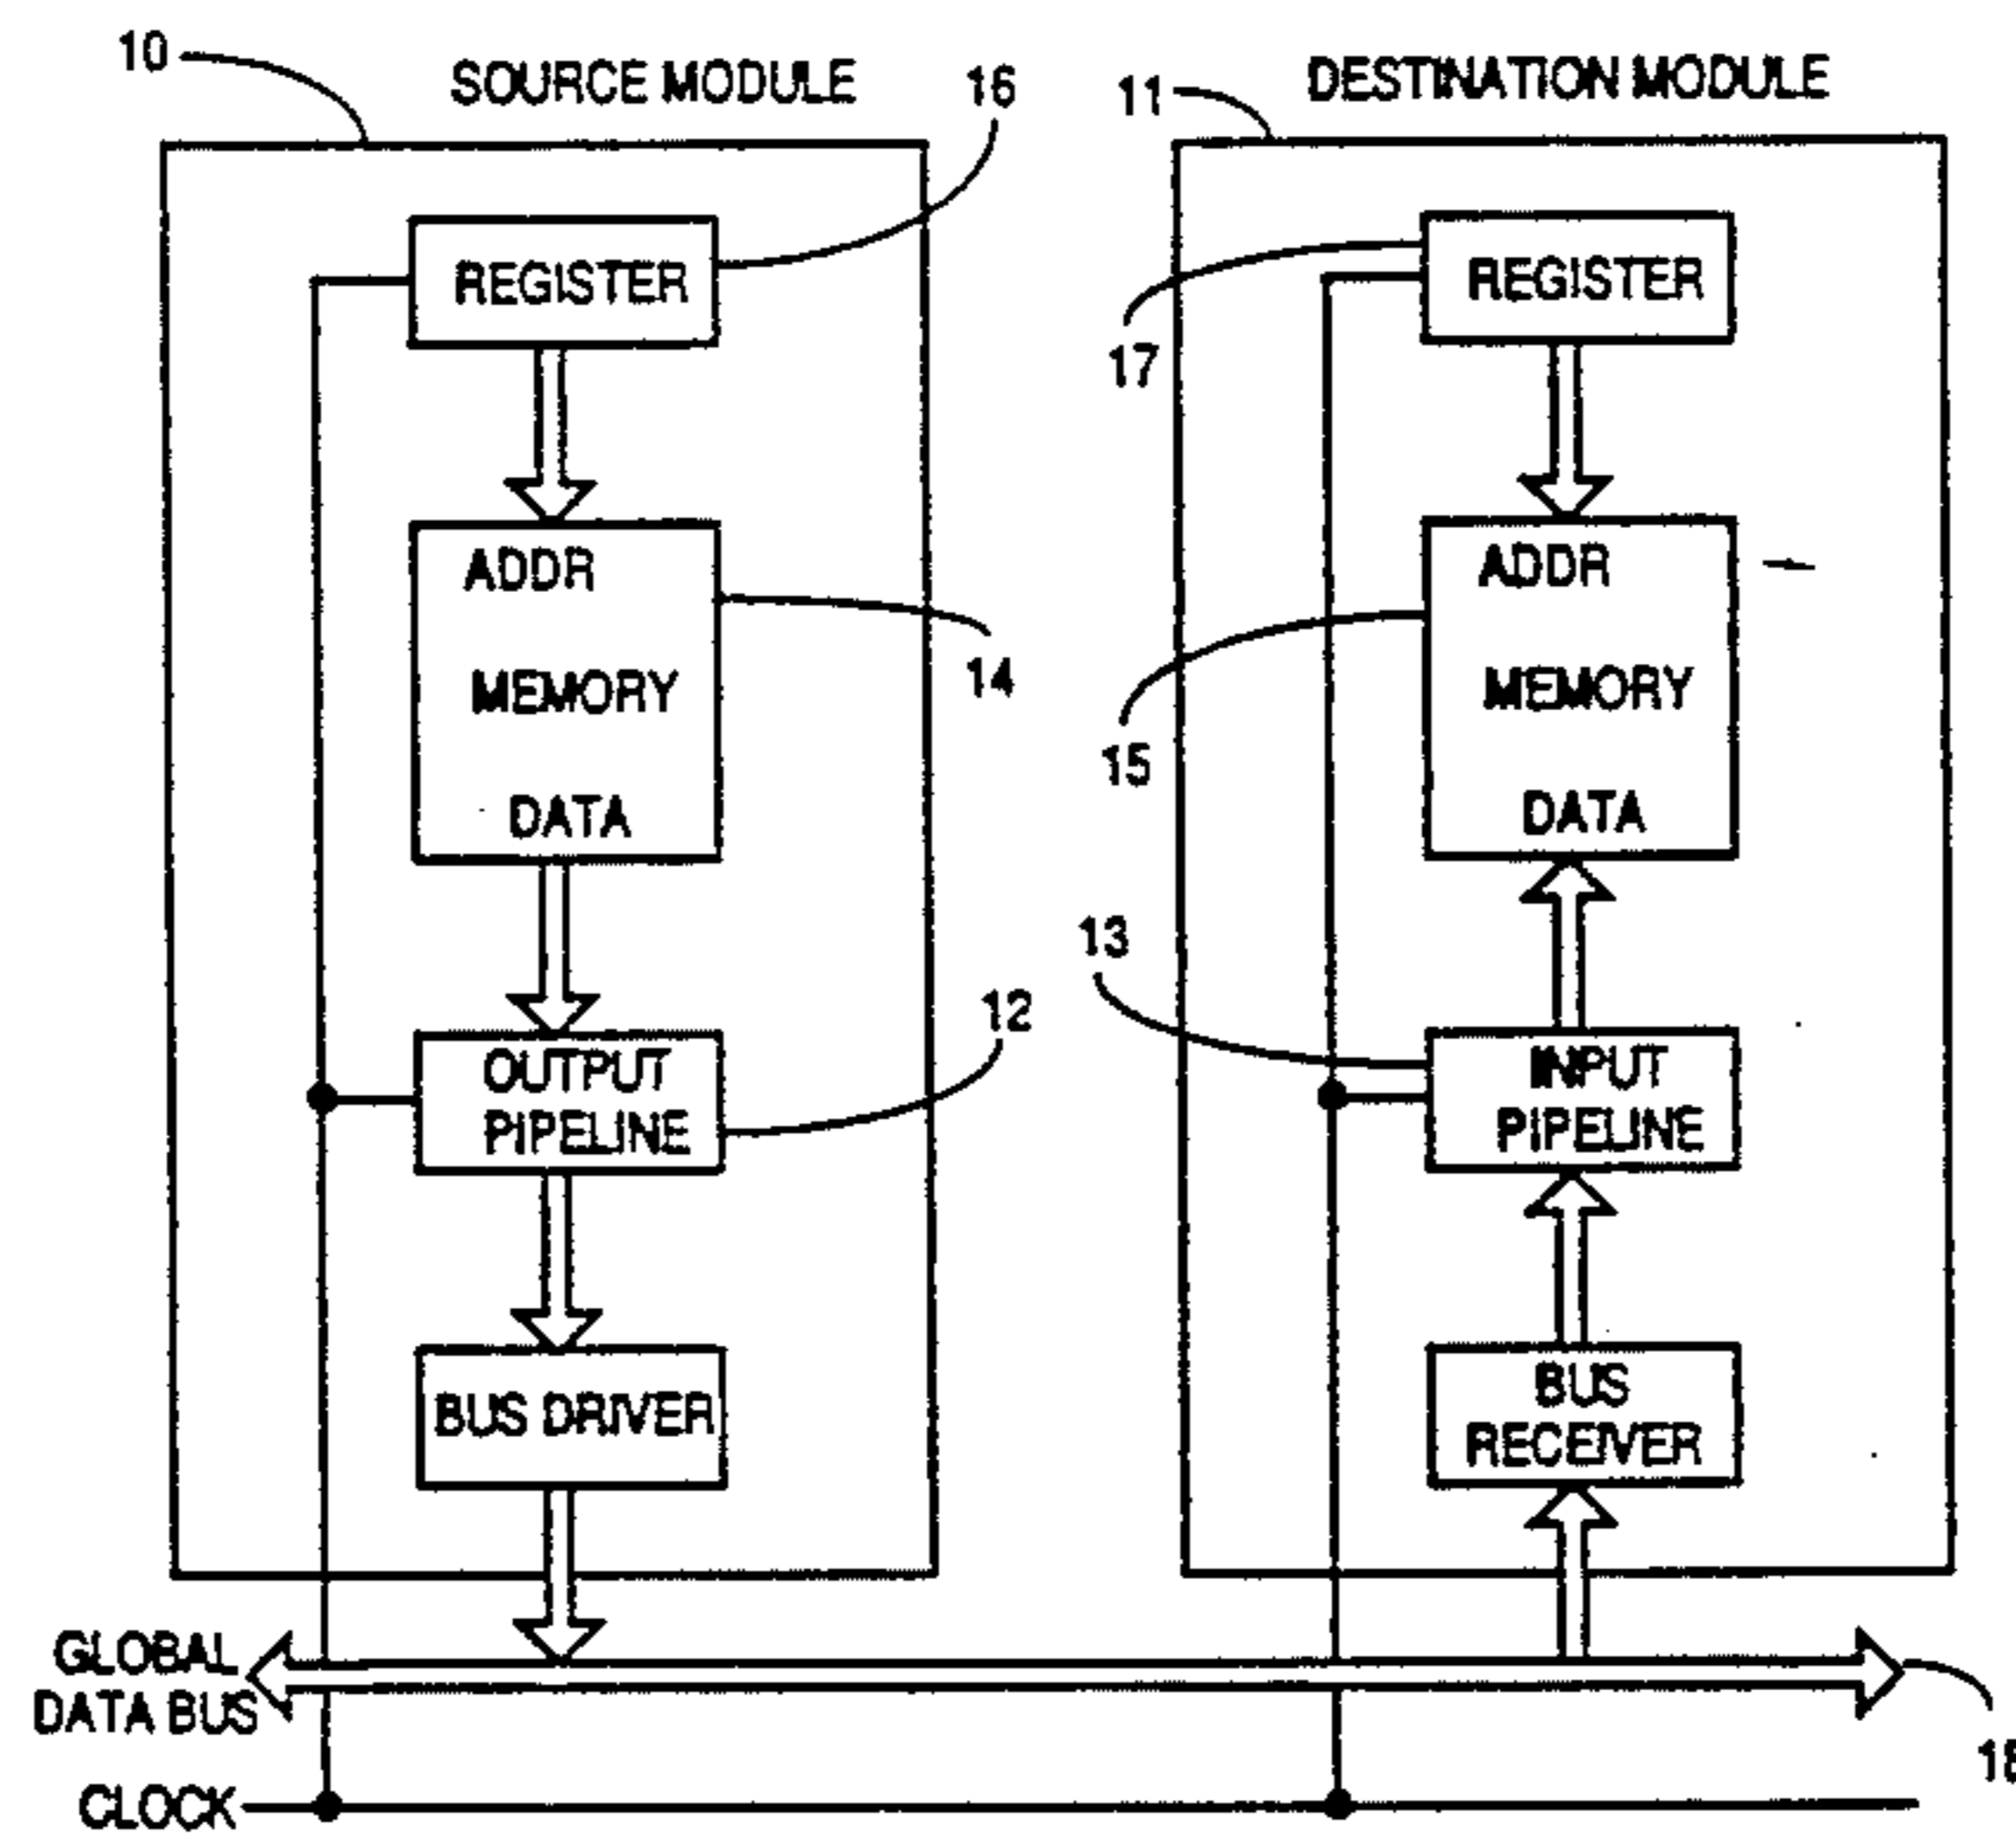 10
SOURCE MODULE
16
REGISTER
ADDR
MEMORY
DATA
14
OUTPUT
PIPELINE
12
BUS DRIVER
11
DESTINATION MODULE
17
REGISTER
ADDR
MEMORY
DATA
15
13
INPUT
PIPELINE
BUS
RECEIVER
GLOBAL
DATA BUS
18
CLOCK